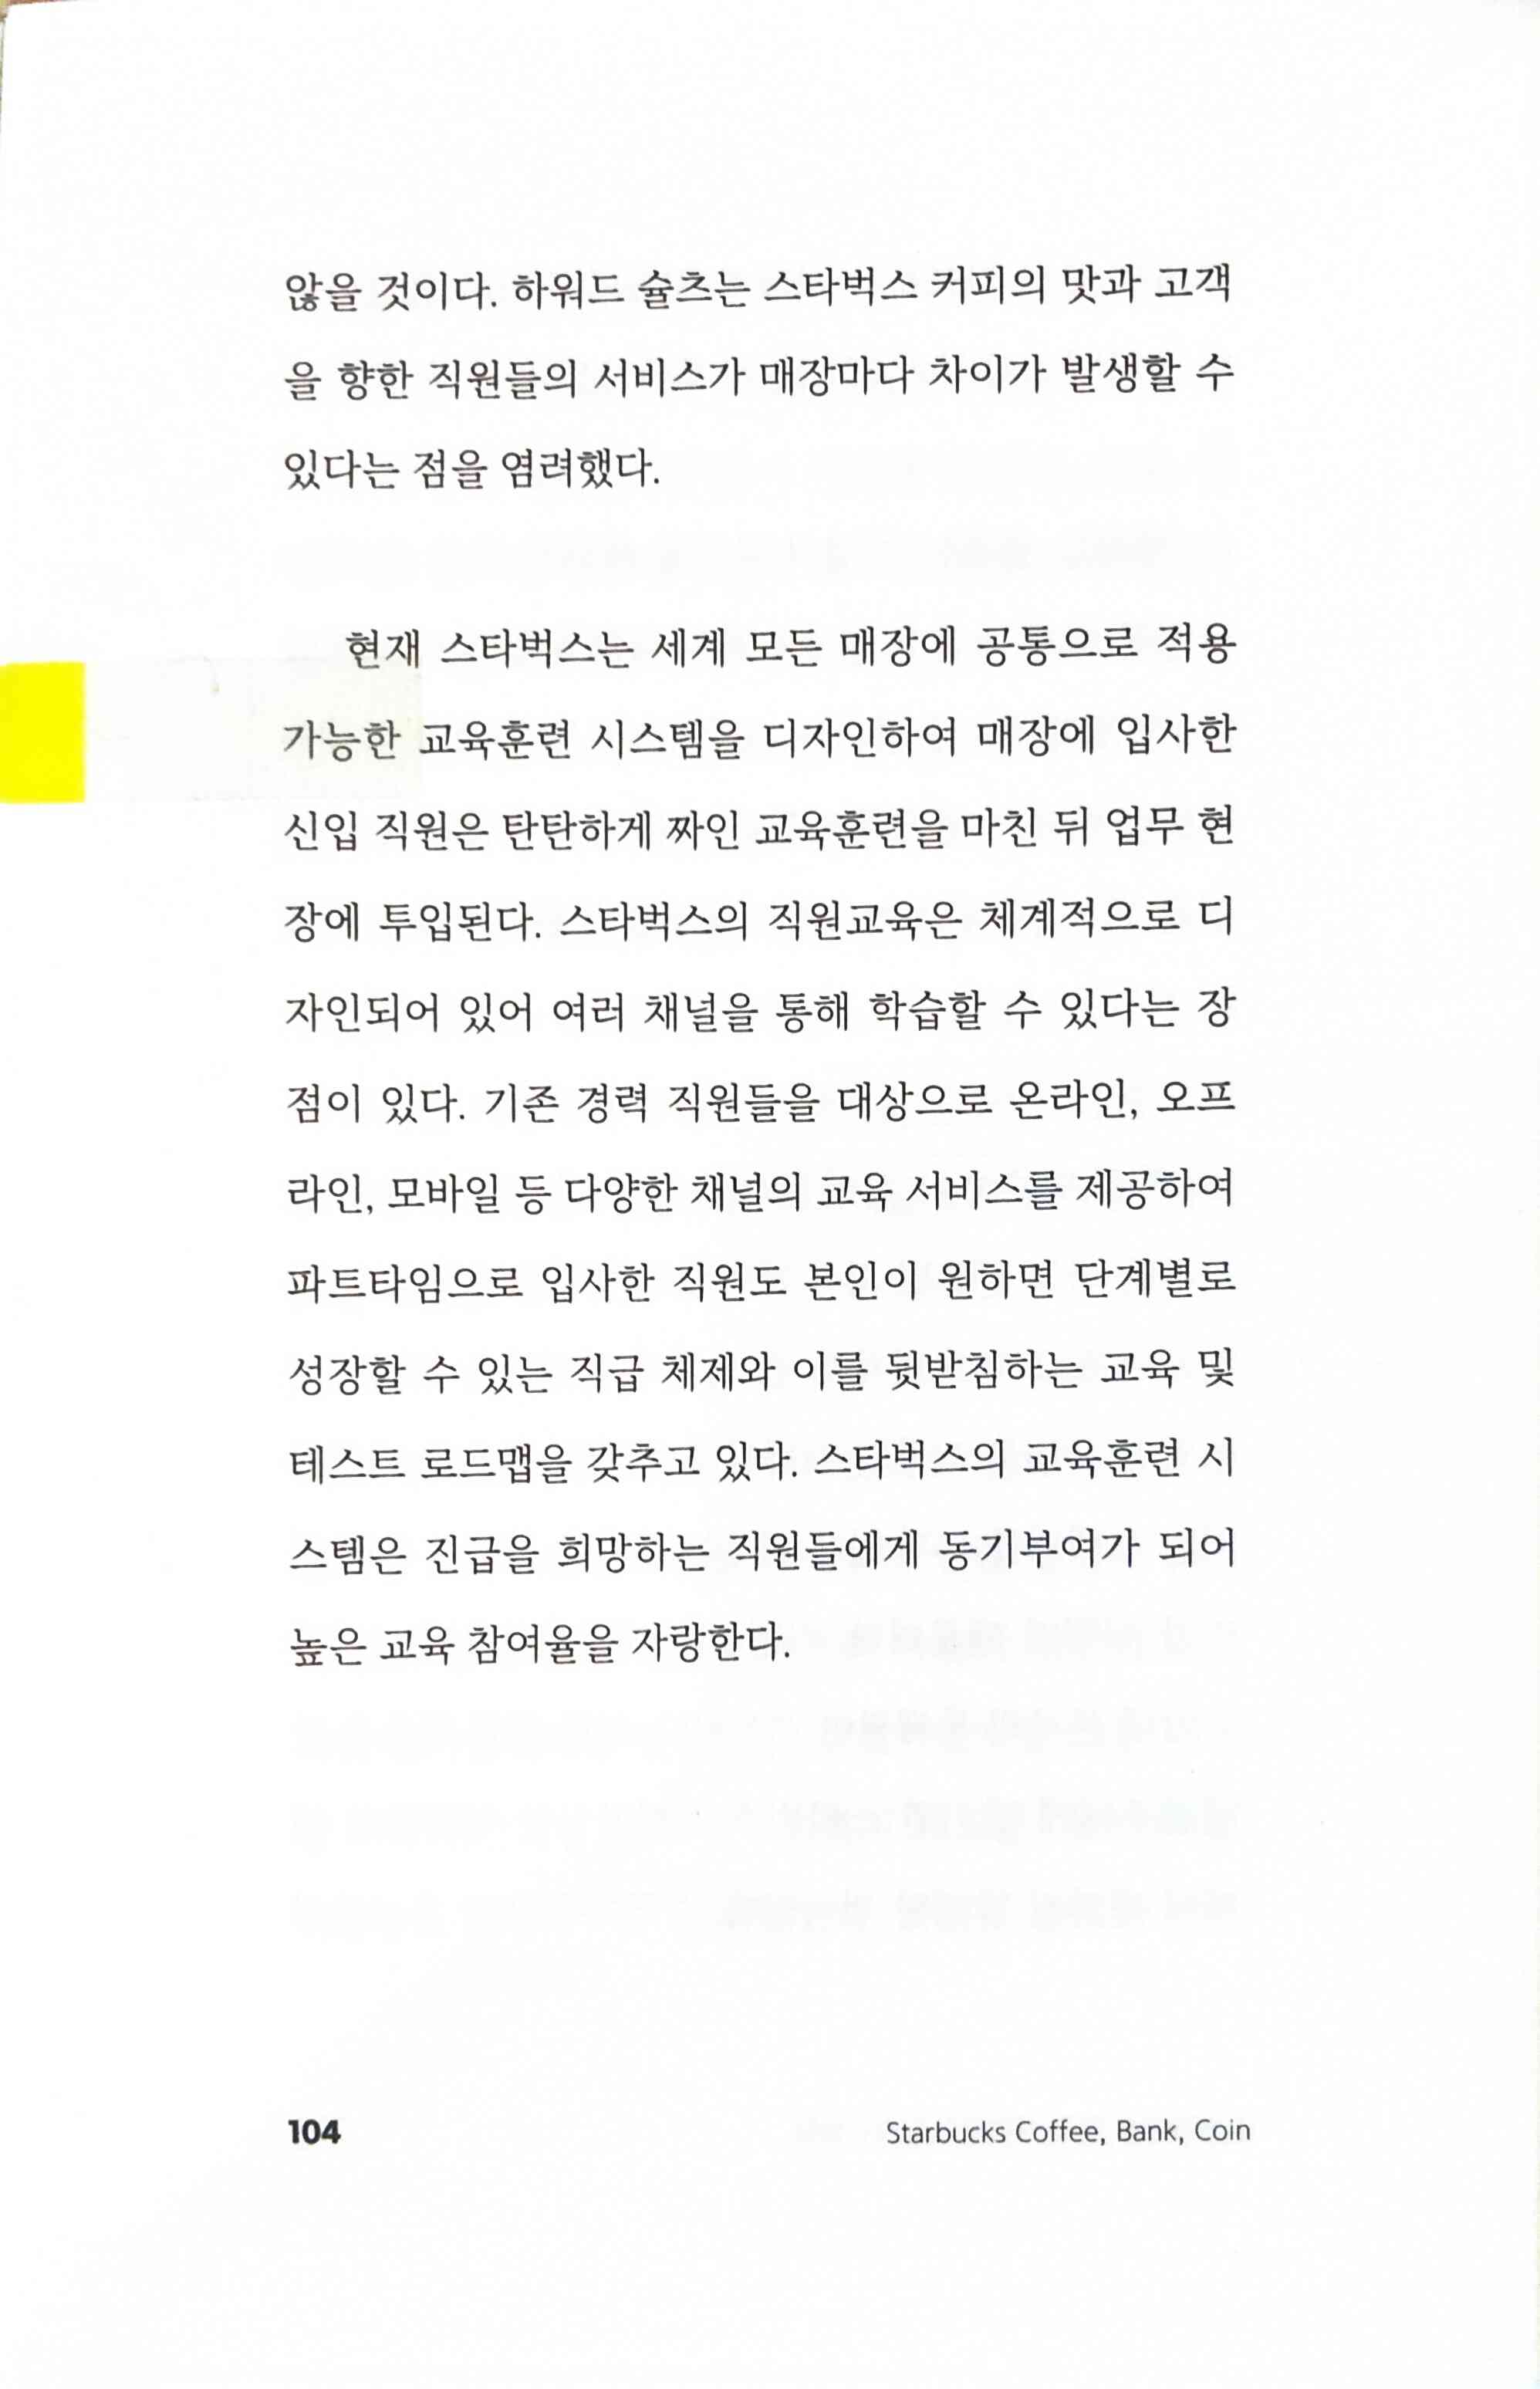 않을 것이다. 하워드 슐츠는 스타벅스 커피의 맛과 고객
을 향한 직원들의 서비스가 매장마다 차이가 발생할 수
있다는 점을 염려했다.
현재 스타벅스는 세계 모든 매장에 공통으로 적용
가능한 교육훈련 시스템을 디자인하여 매장에 입사한
신입 직원은 탄탄하게 짜인 교육훈련을 마친 뒤 업무 현
장에 투입된다. 스타벅스의 직원교육은 체계적으로 디
자인되어 있어 여러 채널을 통해 학습할 수 있다는 장
점이 있다. 기존 경력 직원들을 대상으로 온라인, 오프
라인, 모바일 등 다양한 채널의 교육 서비스를 제공하여
파트타임으로 입사한 직원도 본인이 원하면 단계별로
성장할 수 있는 직급 체제와 이를 뒷받침하는 교육 및
테스트 로드맵을 갖추고 있다. 스타벅스의 교육훈련 시
스템은 진급을 희망하는 직원들에게 동기부여가 되어
높은 교육 참여율을 자랑한다.
104 Starbucks Coffee, Bank, Coin